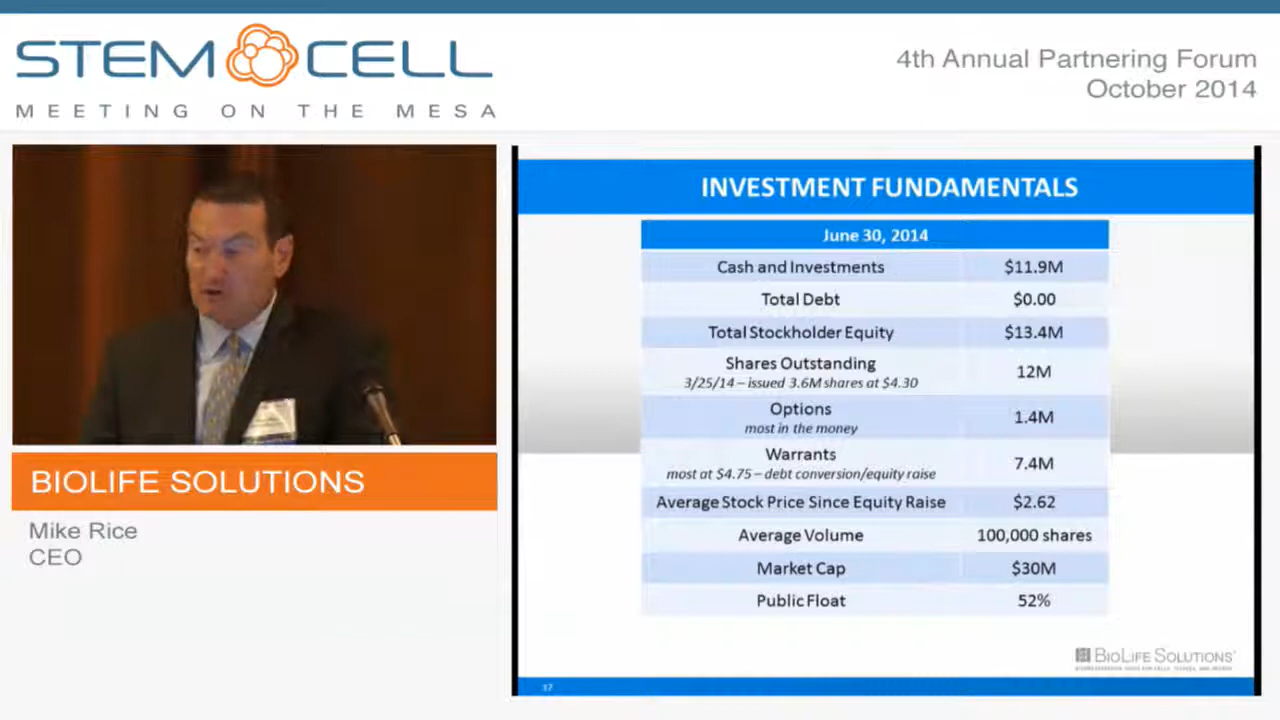 STEM CELL
MEETING ON THE MESA
4th Annual Partnering Forum
October 2014
BIOLIFE SOLUTIONS
Mike Rice
CEO
INVESTMENT FUNDAMENTALS
June 30, 2014
Cash and Investments $11.9M
Total Debt $0.00
Total Stockholder Equity $13.4M
Shares Outstanding 12M
3/25/14 – issued 3.6M shares at $4.30
Options 1.4M
most in the money
Warrants 7.4M
most at $4.75 – debt conversion/equity raise
Average Stock Price Since Equity Raise $2.62
Average Volume 100,000 shares
Market Cap $30M
Public Float 52%
BIOLIFE SOLUTIONS
17